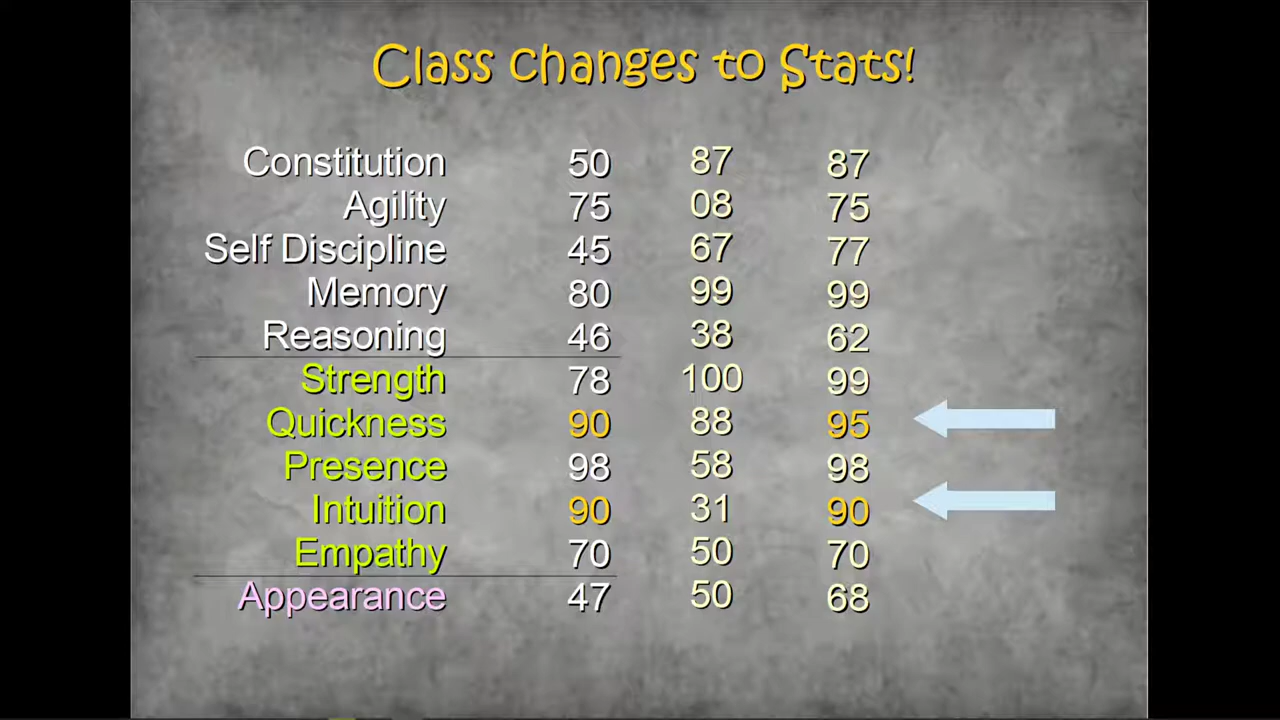 Class changes to Stats!
Constitution 50 87 87
Agility 75 08 75
Self Discipline 45 67 77
Memory 80 99 99
Reasoning 46 38 62
Strength 78 100 99
Quickness 90 88 95
Presence 98 58 98
Intuition 90 31 90
Empathy 70 50 70
Appearance 47 50 68